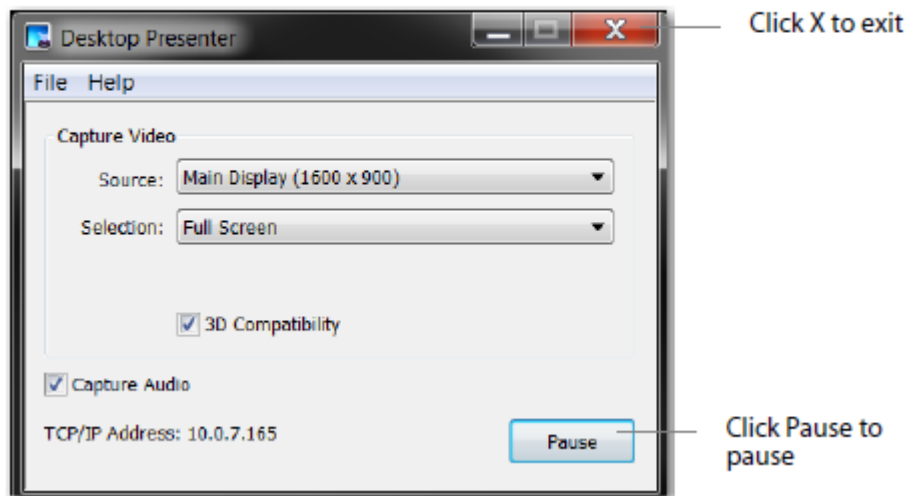 Desktop Presenter
Click X to exit
File Help
Capture Video
Source: Main Display (1600 x 900)
Selection: Full Screen
3D Compatibility
Capture Audio
TCP/IP Address: 10.0.7.165
Pause
Click Pause to
pause